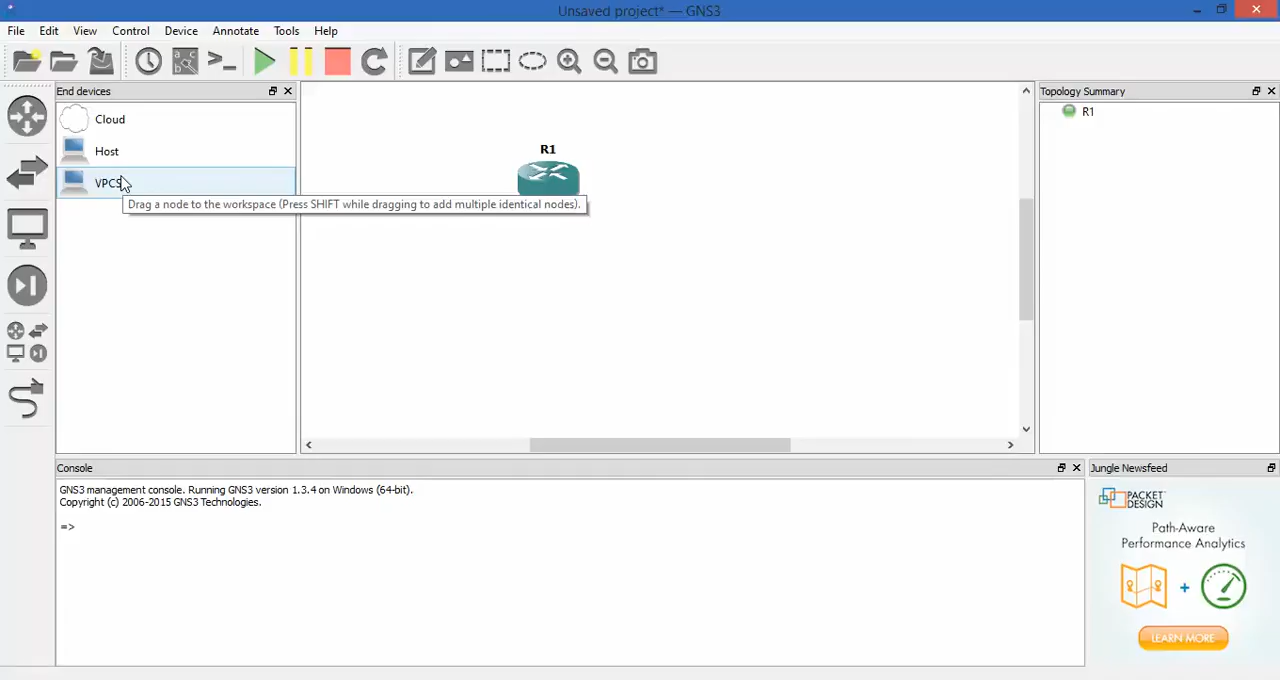 Unsaved project* — GNS3
File Edit View Control Device Annotate Tools Help
End devices
Topology Summary
Cloud
Host
VPCS
R1
R1
Drag a node to the workspace (Press SHIFT while dragging to add multiple identical nodes).
Console
GNS3 management console. Running GNS3 version 1.3.4 on Windows (64-bit).
Copyright (c) 2006-2015 GNS3 Technologies.
=>
Jungle Newsfeed
PACKET
DESIGN
Path-Aware
Performance Analytics
+
LEARN MORE